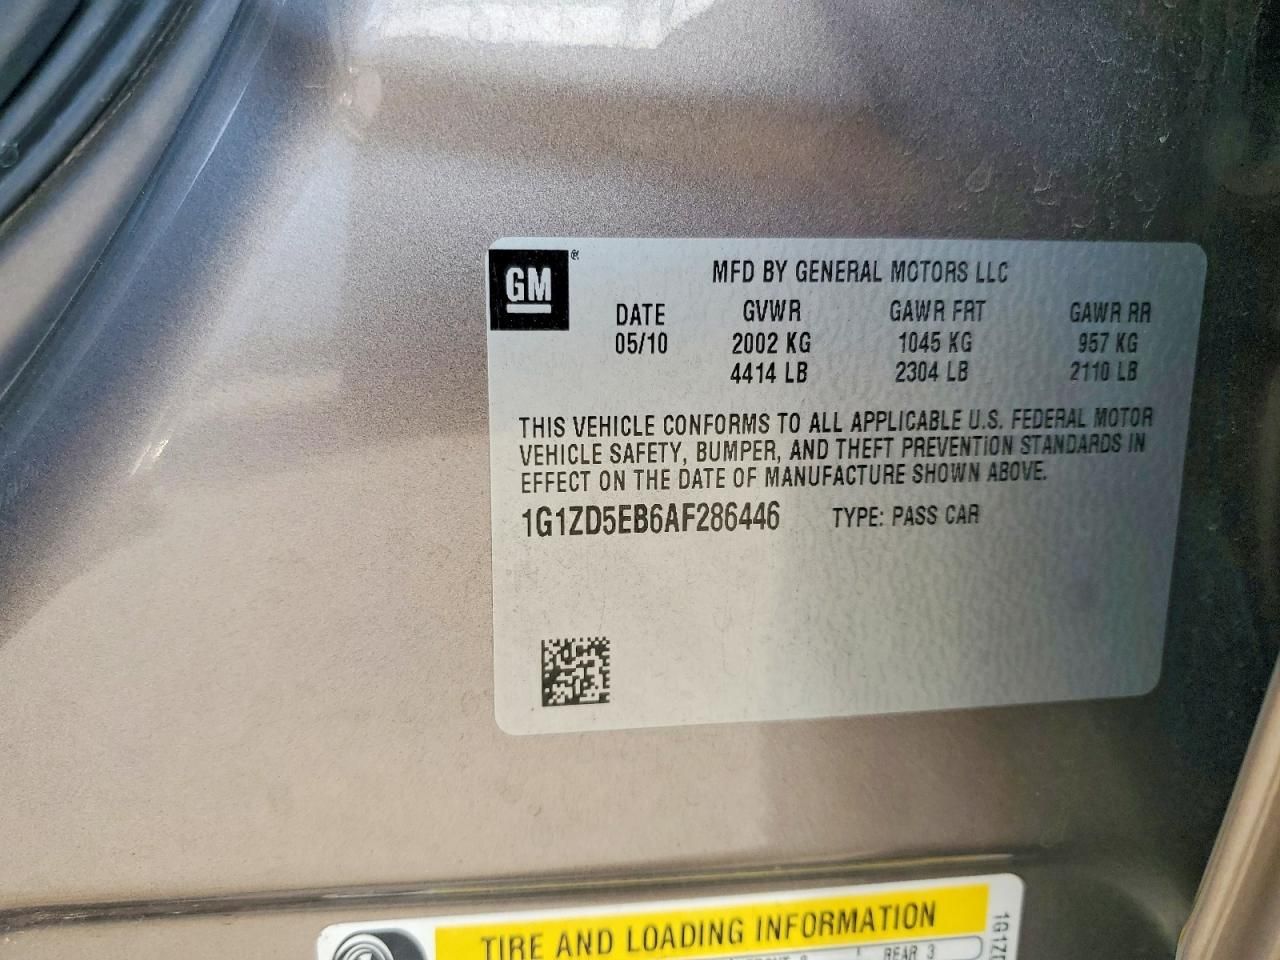 GM®
MFD BY GENERAL MOTORS LLC
DATE GVWR GAWR FRT GAWR RR
05/10 2002 KG 1045 KG 957 KG
4414 LB 2304 LB 2110 LB
THIS VEHICLE CONFORMS TO ALL APPLICABLE U.S. FEDERAL MOTOR
VEHICLE SAFETY, BUMPER, AND THEFT PREVENTION STANDARDS IN
EFFECT ON THE DATE OF MANUFACTURE SHOWN ABOVE.
1G1ZD5EB6AF286446 TYPE: PASS CAR
TIRE AND LOADING INFORMATION
REAR 3